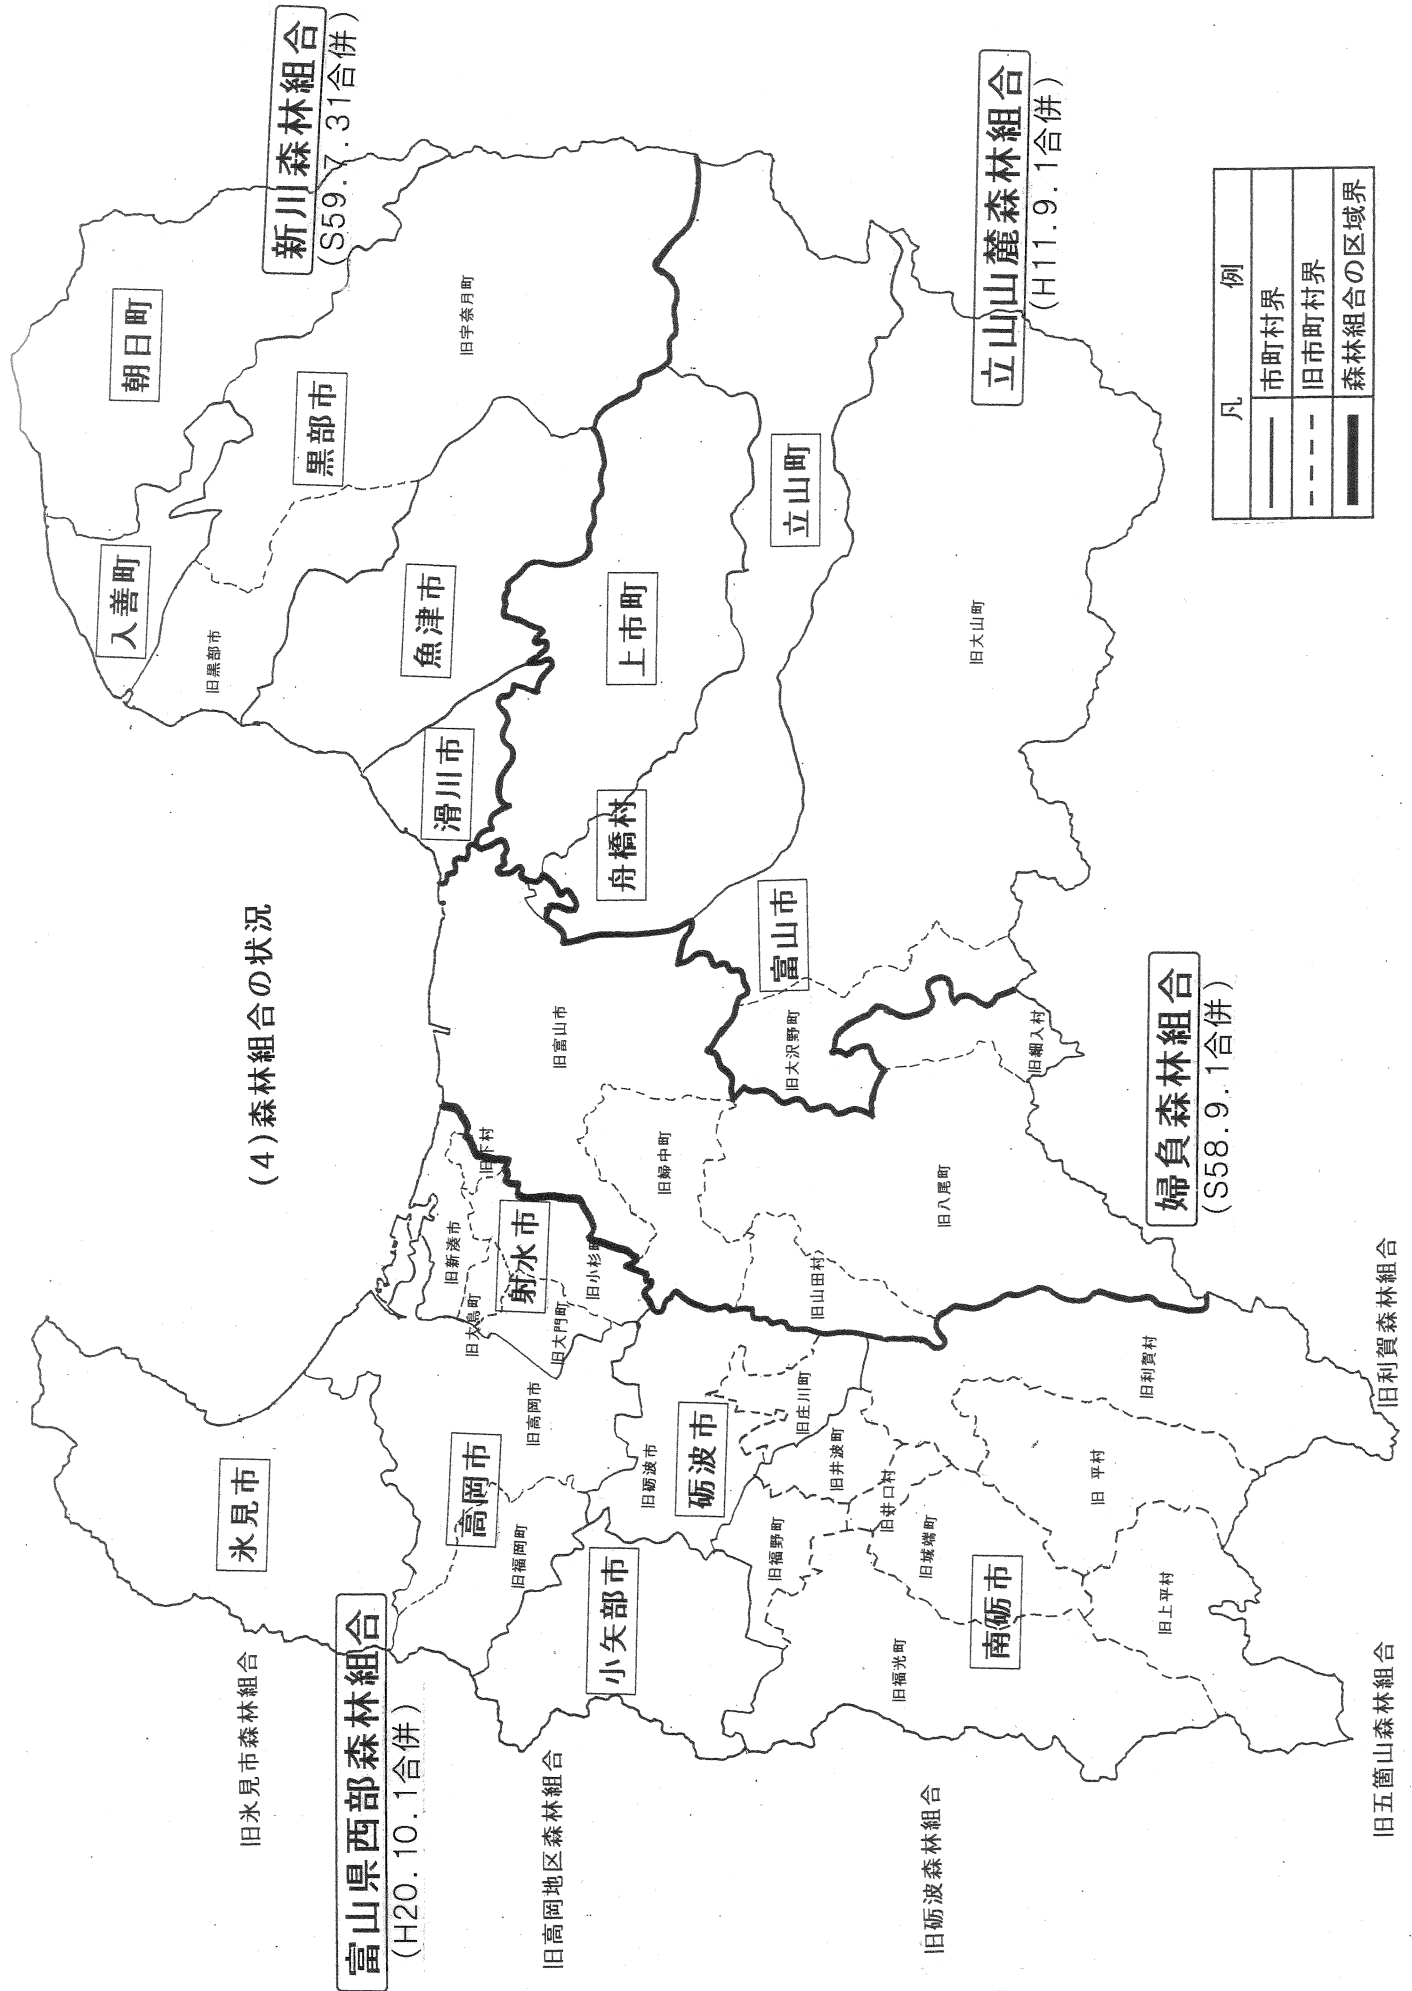 (4)森林組合の状況
新川森林組合
(S59.7.31合併)
朝日町
入善町
黒部市
旧宇奈月町
旧黒部市
魚津市
滑川市
上市町
舟橋村
立山町
立山山麓森林組合
(H11.9.1合併)
旧大山町
富山市
旧富山市
旧大沢野町
旧細入村
旧婦中町
旧八尾町
旧山田村
婦負森林組合
(S58.9.1合併)
旧下村
旧新湊市
射水市
旧小杉町
旧大島町
旧大門町
氷見市
高岡市
旧高岡市
旧福岡町
小矢部市
砺波市
旧砺波市
旧庄川町
旧井波町
旧井口村
旧福野町
旧城端町
南砺市
旧福光町
旧利賀村
旧平村
旧上平村
富山県西部森林組合
(H20.10.1合併)
旧氷見市森林組合
旧高岡地区森林組合
旧砺波森林組合
旧五箇山森林組合
旧利賀森林組合
凡例
市町村界
旧市町村界
森林組合の区域界